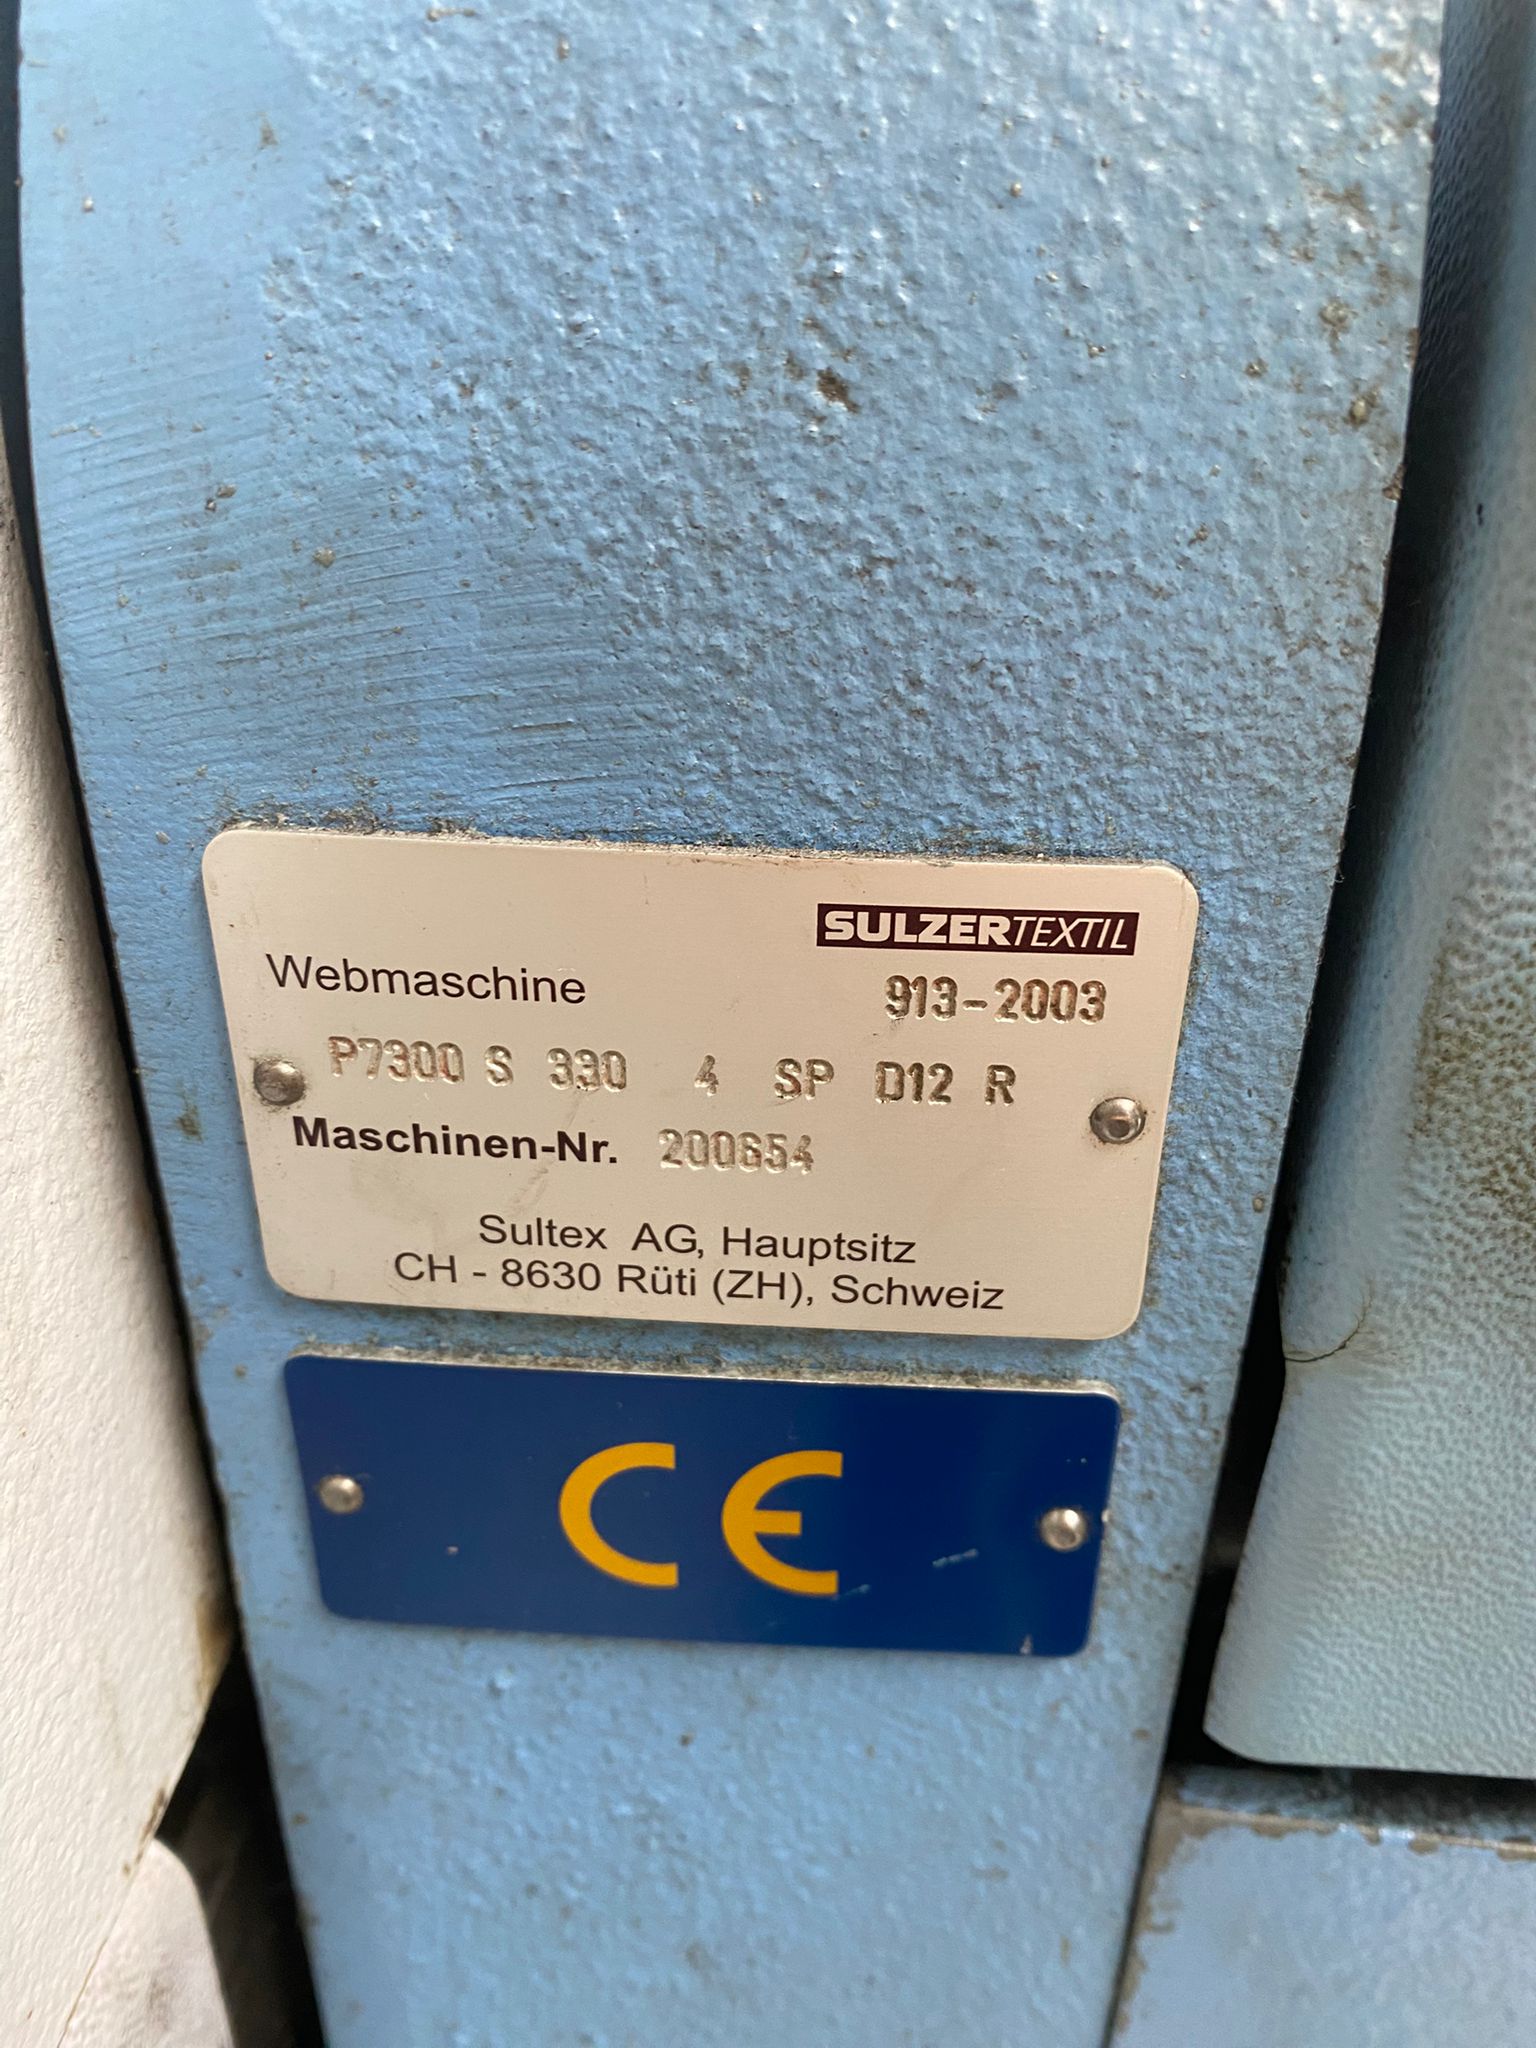 SULZERTEXTIL
Webmaschine 913-2003
P7300 S 330 4 SP D12 R
Maschinen-Nr. 200654
Sultex AG, Hauptsitz
CH - 8630 Rüti (ZH), Schweiz
CE